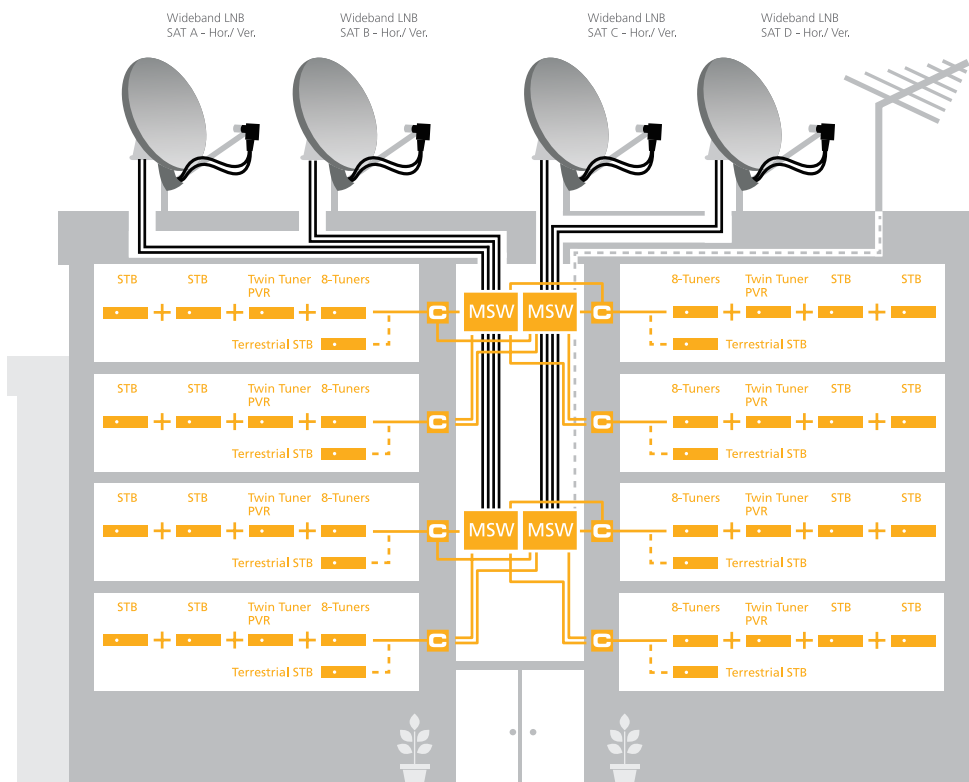 Wideband LNB
SAT A – Hor./ Ver.
Wideband LNB
SAT B – Hor./ Ver.
Wideband LNB
SAT C – Hor./ Ver.
Wideband LNB
SAT D – Hor./ Ver.
STB
STB
Twin Tuner
PVR
8-Tuners
Terrestrial STB
C
MSW
MSW
C
8-Tuners
Twin Tuner
PVR
STB
STB
Terrestrial STB
STB
STB
Twin Tuner
PVR
8-Tuners
Terrestrial STB
C
C
8-Tuners
Twin Tuner
PVR
STB
STB
Terrestrial STB
STB
STB
Twin Tuner
PVR
8-Tuners
Terrestrial STB
C
MSW
MSW
C
8-Tuners
Twin Tuner
PVR
STB
STB
Terrestrial STB
STB
STB
Twin Tuner
PVR
8-Tuners
Terrestrial STB
C
C
8-Tuners
Twin Tuner
PVR
STB
STB
Terrestrial STB